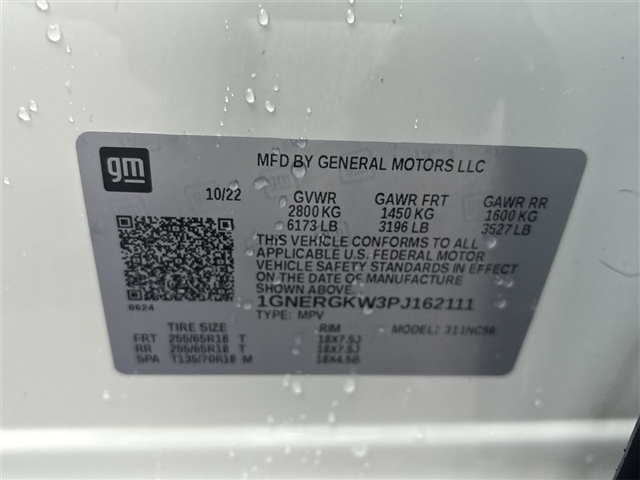 gm
MFD BY GENERAL MOTORS LLC
10/22 GVWR GAWR FRT GAWR RR
2800 KG 1450 KG 1600 KG
6173 LB 3196 LB 3527 LB
THIS VEHICLE CONFORMS TO ALL
APPLICABLE U.S. FEDERAL MOTOR
VEHICLE SAFETY STANDARDS IN EFFECT
ON THE DATE OF MANUFACTURE
SHOWN ABOVE.
8624
1GNERGKW3PJ162111
TYPE: MPV MODEL: 311NC56
TIRE SIZE RIM
FRT 255/65R18 T 18X7.5J
RR 255/65R18 T 18X7.5J
SPA T135/70R18 M 18X4.5B